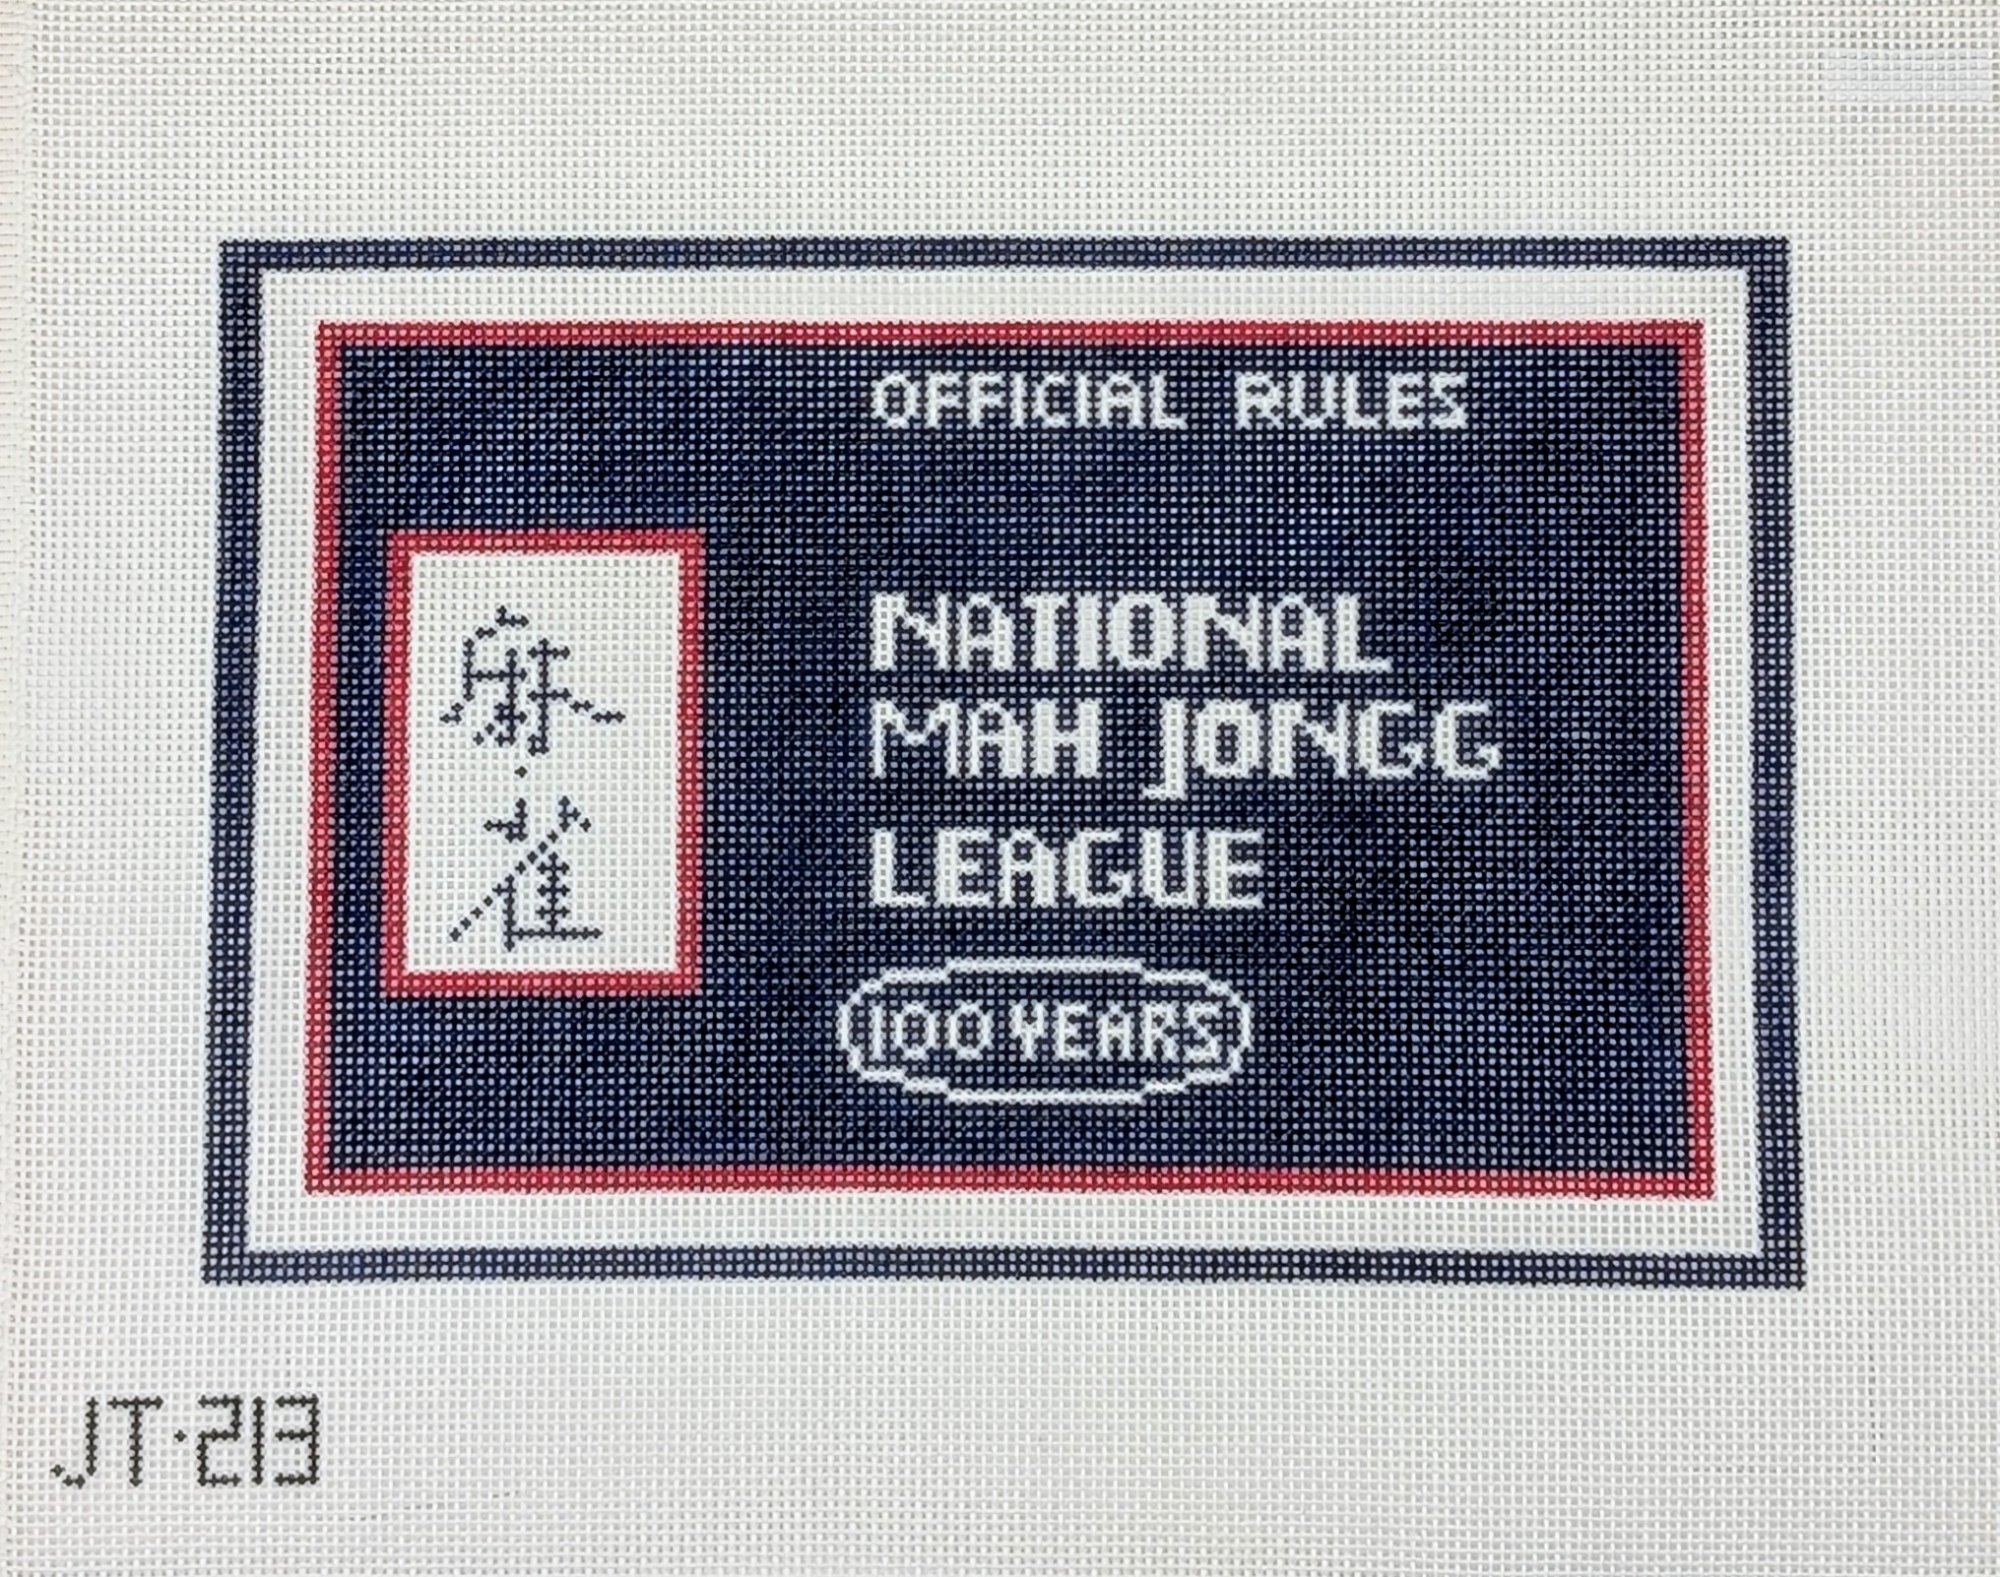 OFFICIAL RULES
麻
雀
NATIONAL
MAH JONGG
LEAGUE
100 YEARS
JT·213